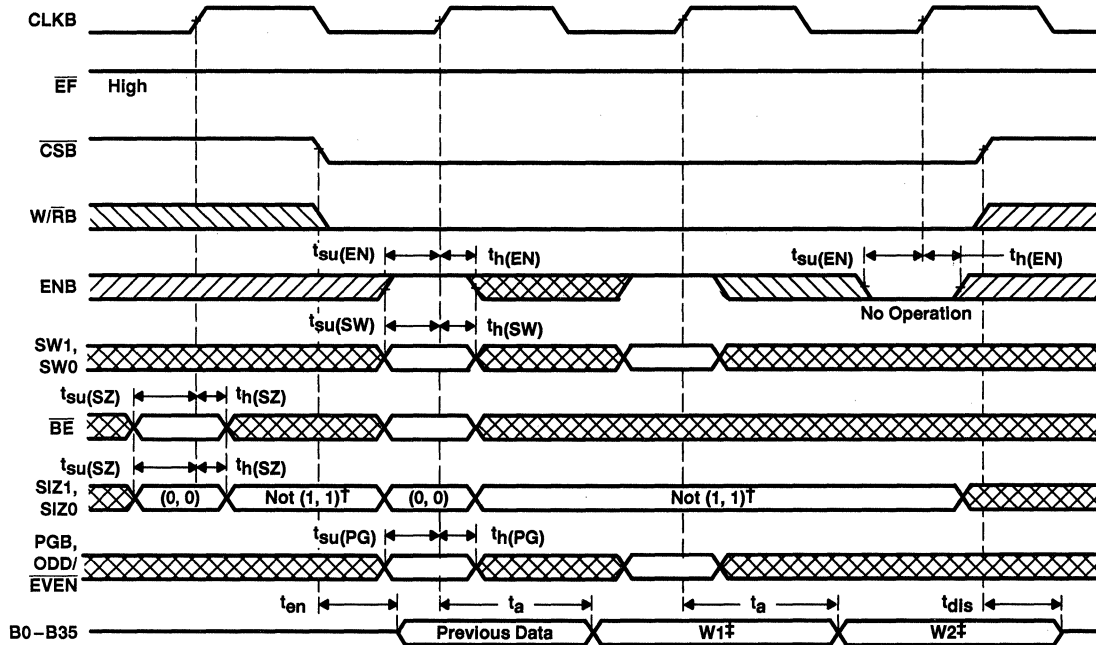 CLKB
EF High
CSB
W/RB
tsu(EN) th(EN) tsu(EN) th(EN)
ENB
No Operation
tsu(SW) th(SW)
SW1,
SW0
tsu(SZ) th(SZ)
BE
tsu(SZ) th(SZ)
SIZ1,
SIZ0
(0, 0) Not (1, 1)† (0, 0) Not (1, 1)†
tsu(PG) th(PG)
PGB,
ODD/
EVEN
ten ta ta tdis
B0–B35 Previous Data W1‡ W2‡